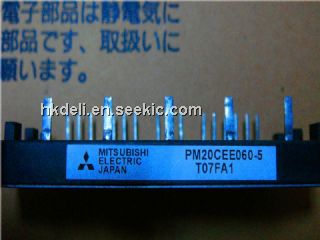 電子部品は静電気に
部品です、取扱いに
願います。
hkdeli.seekic.com
MITSUBISHI
ELECTRIC
JAPAN
PM20CEE060-5
T07FA1